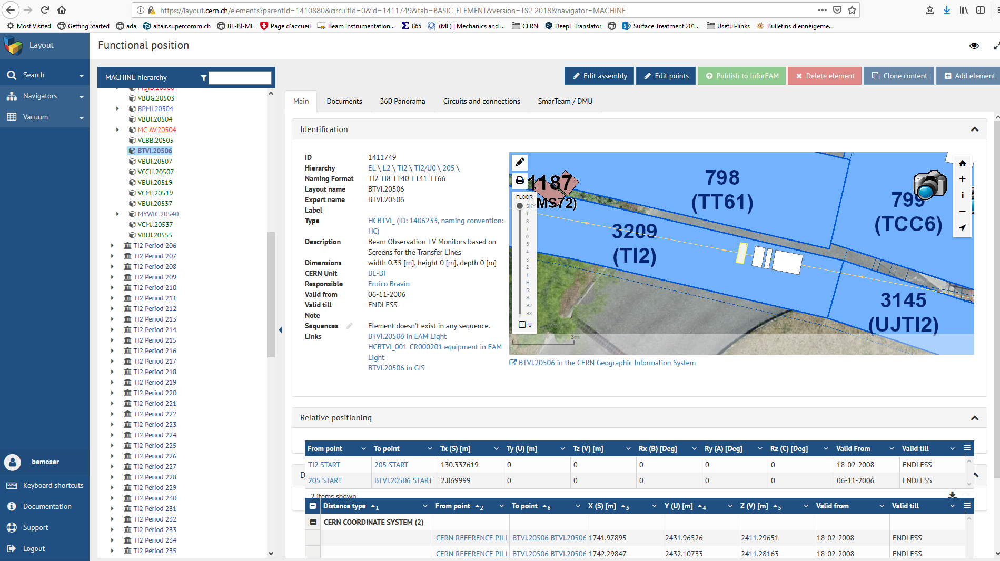 https://layout.cern.ch/elements?parentId=1410880&circuitId=0&id=1411749&tab=BASIC_ELEMENT&version=TS2 2018&navigator=MACHINE
Most Visited Getting Started ada altair.supercomm.ch BE-BI-ML Page d'accueil Beam Instrumentation... 865 (ML) | Mechanics and ... CERN DeepL Translator Surface Treatment 201... Useful-links Bulletins d'enneigeme...
Layout
Functional position
Search
Navigators
Vacuum
MACHINE hierarchy
VBUG.20503
BPMI.20504
VBUI.20504
MCIAV.20504
VCBB.20505
BTVI.20506
VBUI.20507
VCCH.20507
VBUI.20519
VCMJ.20519
VBUI.20537
MYWIC.20540
VCMJ.20537
VBUI.20555
TI2 Period 206
TI2 Period 207
TI2 Period 208
TI2 Period 209
TI2 Period 210
TI2 Period 211
TI2 Period 212
TI2 Period 213
TI2 Period 214
TI2 Period 215
TI2 Period 216
TI2 Period 217
TI2 Period 218
TI2 Period 219
TI2 Period 220
TI2 Period 221
TI2 Period 222
TI2 Period 223
TI2 Period 224
TI2 Period 225
TI2 Period 226
TI2 Period 227
TI2 Period 228
TI2 Period 229
TI2 Period 230
TI2 Period 231
TI2 Period 232
TI2 Period 233
TI2 Period 234
TI2 Period 235
bemoser
Keyboard shortcuts
Documentation
Support
Logout
Edit assembly Edit points Publish to InforEAM Delete element Clone content Add element
Main Documents 360 Panorama Circuits and connections SmarTeam / DMU
Identification
ID 1411749
Hierarchy EL \ L2 \ TI2 \ TI2/U0 \ 205 \
Naming Format TI2 TI8 TT40 TT41 TT66
Layout name BTVI.20506
Expert name BTVI.20506
Label
Type HCBTVI_ (ID: 1406233, naming convention:
HC)
Description Beam Observation TV Monitors based on
Screens for the Transfer Lines
Dimensions width 0.35 [m], height 0 [m], depth 0 [m]
CERN Unit BE-BI
Responsible Enrico Bravin
Valid from 06-11-2006
Valid till ENDLESS
Note
Sequences Element doesn't exist in any sequence.
Links BTVI.20506 in EAM Light
HCBTVI_001-CR000201 equipment in EAM
Light
BTVI.20506 in GIS
1187
MS72)
798
(TT61)
799
(TCC6)
3209
(TI2)
3145
(UJTI2)
FLOOR
SKY
T
8
7
6
5
4
3
2
1
E
R
S
S2
S3
U
3m
BTVI.20506 in the CERN Geographic Information System
Relative positioning
From point To point Tx (S) [m] Ty (U) [m] Tz (V) [m] Rx (B) [Deg] Ry (A) [Deg] Rz (C) [Deg] Valid From Valid till
TI2 START 205 START 130.337619 0 0 0 0 0 18-02-2008 ENDLESS
205 START BTVI.20506 START 2.869999 0 0 0 0 0 06-11-2006 ENDLESS
D
2 items shown
Distance type 1 From point 2 To point 6 X (S) [m] 3 Y (U) [m] 4 Z (V) [m] 5 Valid from Valid till
CERN COORDINATE SYSTEM (2)
CERN REFERENCE PILL BTVI.20506 BTVI.20506 1741.97895 2431.96526 2411.29651 18-02-2008 ENDLESS
CERN REFERENCE PILL BTVI.20506 BTVI.20506 1742.29847 2432.10733 2411.28163 18-02-2008 ENDLESS